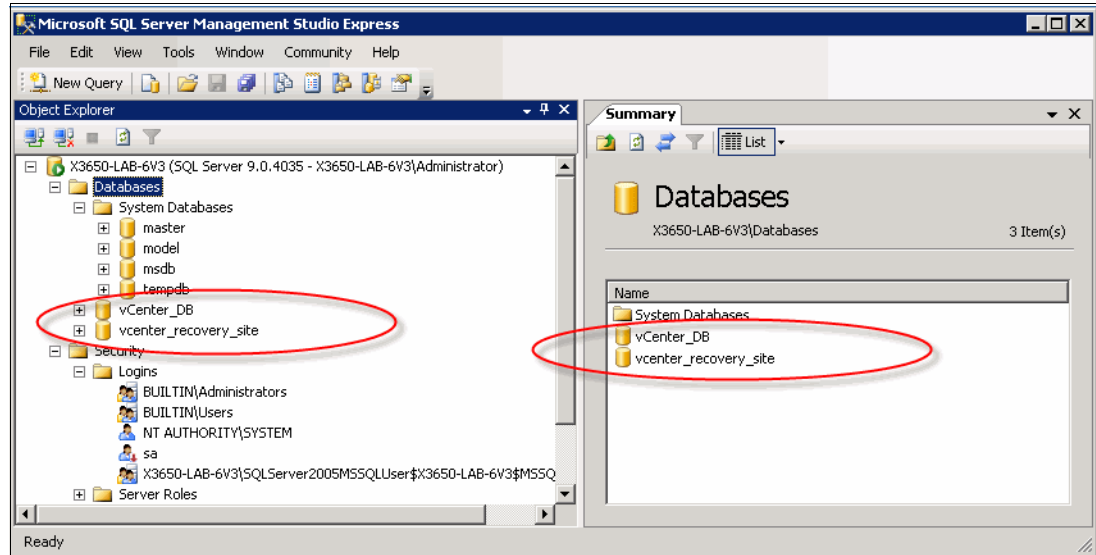 Microsoft SQL Server Management Studio Express
File Edit View Tools Window Community Help
New Query
Object Explorer
X3650-LAB-6V3 (SQL Server 9.0.4035 - X3650-LAB-6V3\Administrator)
Databases
System Databases
master
model
msdb
tempdb
vCenter_DB
vcenter_recovery_site
Security
Logins
BUILTIN\Administrators
BUILTIN\Users
NT AUTHORITY\SYSTEM
sa
X3650-LAB-6V3\SQLServer2005MSSQLUser$X3650-LAB-6V3$MSSQ
Server Roles
Summary
List
Databases
X3650-LAB-6V3\Databases 3 Item(s)
Name
System Databases
vCenter_DB
vcenter_recovery_site
Ready